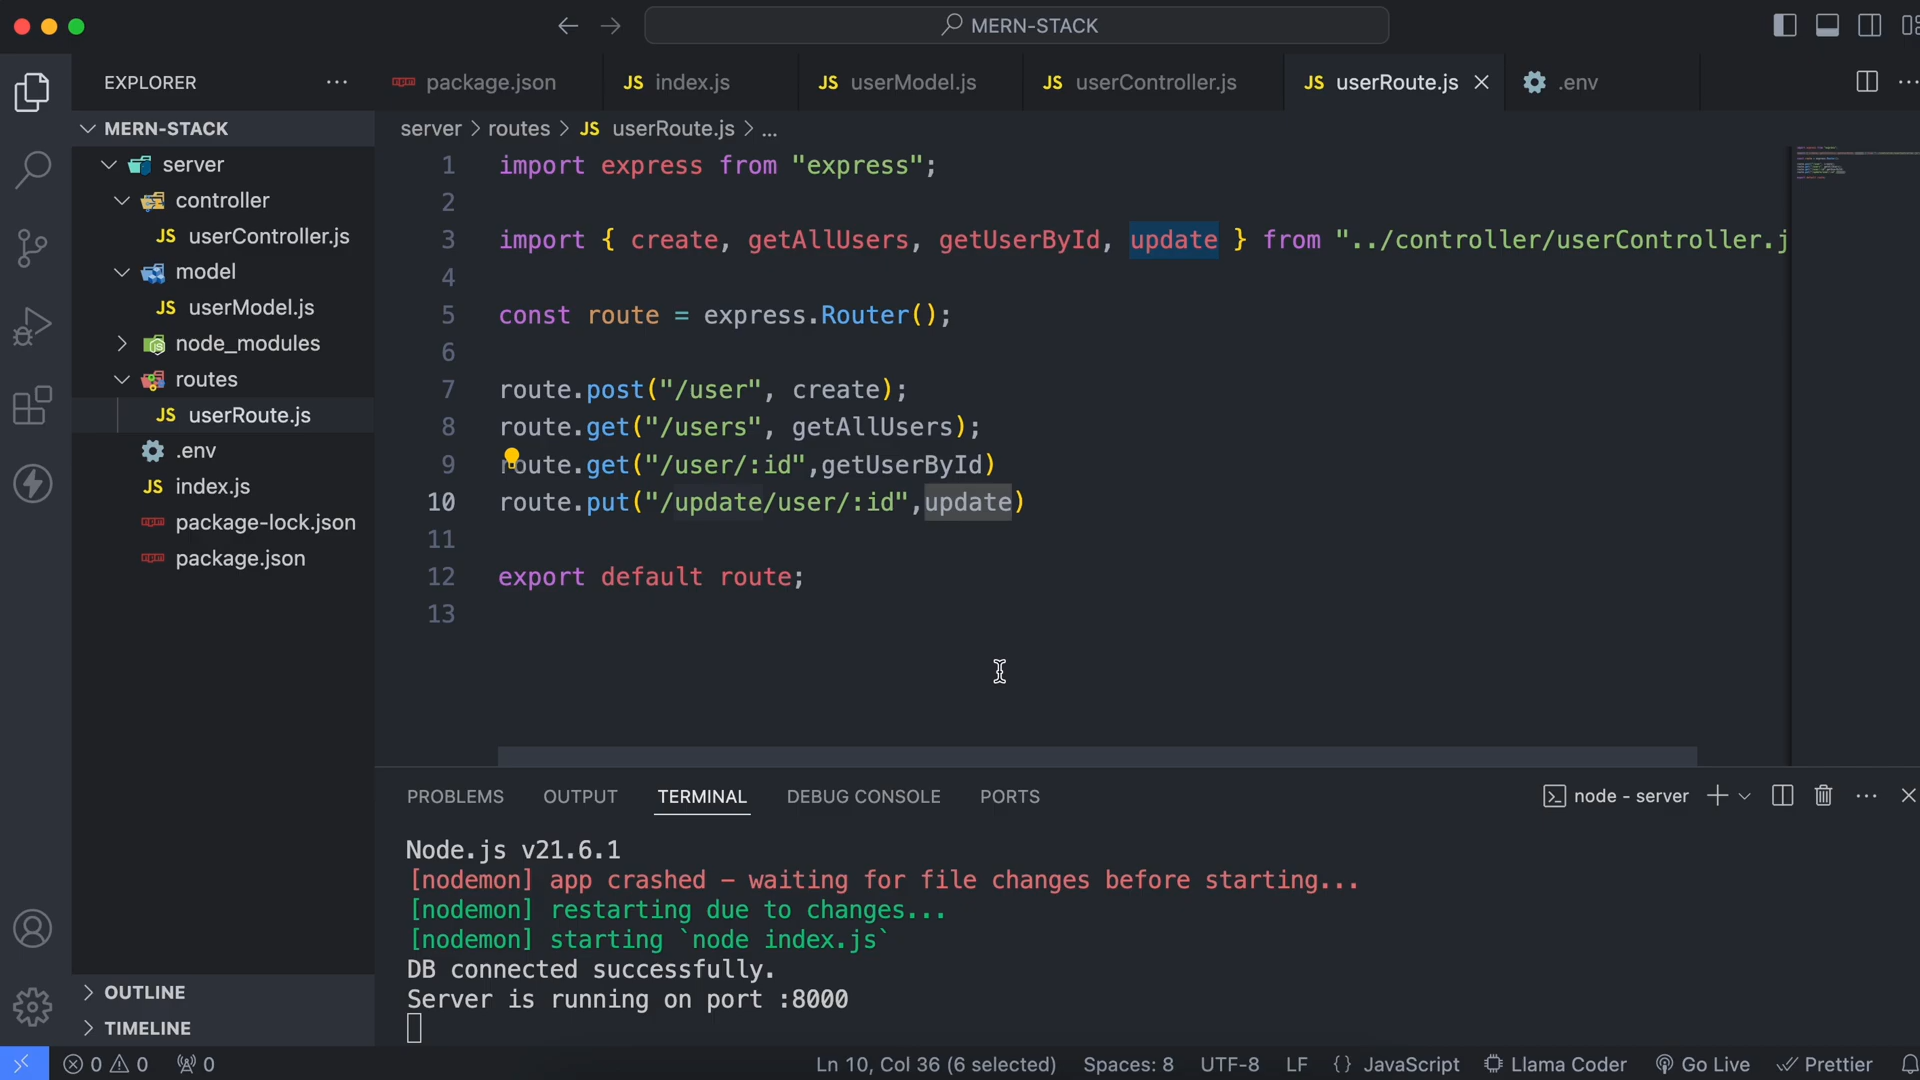 MERN-STACK
EXPLORER
package.json
JS index.js
JS userModel.js
JS userController.js
JS userRoute.js
.env
MERN-STACK
server
controller
JS userController.js
model
JS userModel.js
node_modules
routes
JS userRoute.js
.env
JS index.js
package-lock.json
package.json
OUTLINE
TIMELINE
server > routes > JS userRoute.js > ...
1 import express from "express";
2
3 import { create, getAllUsers, getUserById, update } from "../controller/userController.j
4
5 const route = express.Router();
6
7 route.post("/user", create);
8 route.get("/users", getAllUsers);
9 route.get("/user/:id",getUserById)
10 route.put("/update/user/:id",update)
11
12 export default route;
13
PROBLEMS OUTPUT TERMINAL DEBUG CONSOLE PORTS
node - server
Node.js v21.6.1
[nodemon] app crashed – waiting for file changes before starting...
[nodemon] restarting due to changes...
[nodemon] starting `node index.js`
DB connected successfully.
Server is running on port :8000
0 0 0 Ln 10, Col 36 (6 selected) Spaces: 8 UTF-8 LF {} JavaScript Llama Coder Go Live Prettier